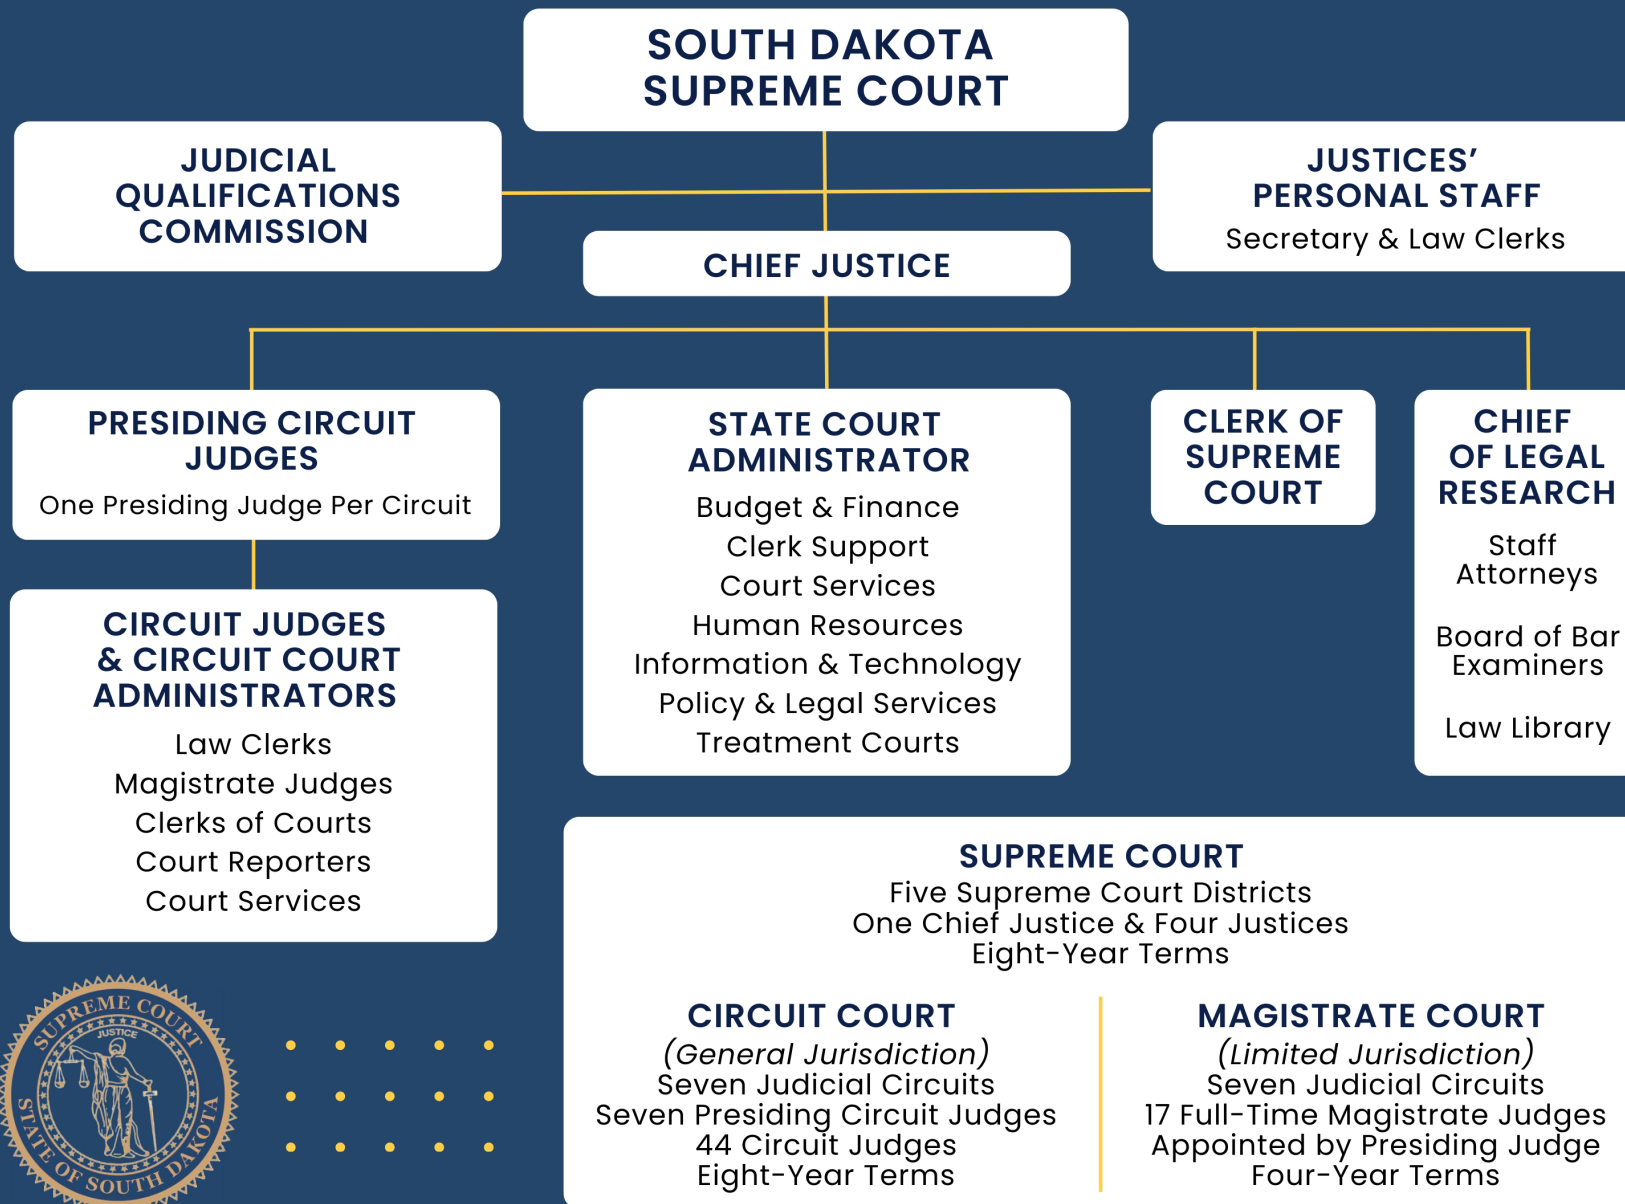 SOUTH DAKOTA
SUPREME COURT
JUDICIAL
QUALIFICATIONS
COMMISSION
JUSTICES’
PERSONAL STAFF
Secretary & Law Clerks
CHIEF JUSTICE
PRESIDING CIRCUIT
JUDGES
One Presiding Judge Per Circuit
STATE COURT
ADMINISTRATOR
Budget & Finance
Clerk Support
Court Services
Human Resources
Information & Technology
Policy & Legal Services
Treatment Courts
CLERK OF
SUPREME
COURT
CHIEF
OF LEGAL
RESEARCH
Staff
Attorneys
Board of Bar
Examiners
Law Library
CIRCUIT JUDGES
& CIRCUIT COURT
ADMINISTRATORS
Law Clerks
Magistrate Judges
Clerks of Courts
Court Reporters
Court Services
SUPREME COURT
Five Supreme Court Districts
One Chief Justice & Four Justices
Eight-Year Terms
CIRCUIT COURT
(General Jurisdiction)
Seven Judicial Circuits
Seven Presiding Circuit Judges
44 Circuit Judges
Eight-Year Terms
MAGISTRATE COURT
(Limited Jurisdiction)
Seven Judicial Circuits
17 Full-Time Magistrate Judges
Appointed by Presiding Judge
Four-Year Terms
SUPREME COURT
JUSTICE
STATE OF SOUTH DAKOTA